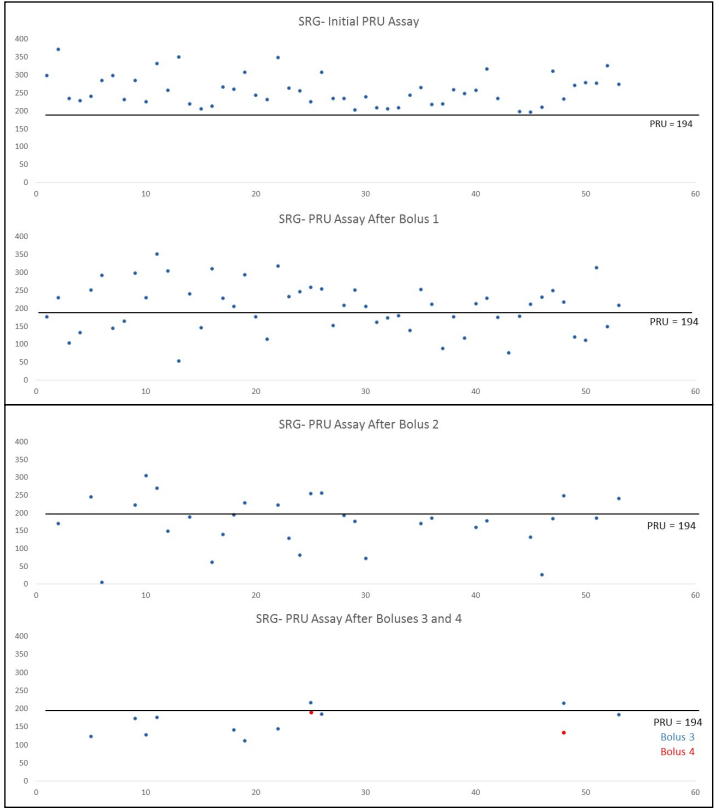 SRG- Initial PRU Assay
400
350
300
250
200
150
100
50
0
PRU = 194
0 10 20 30 40 50 60
SRG- PRU Assay After Bolus 1
400
350
300
250
200
150
100
50
0
PRU = 194
0 10 20 30 40 50 60
SRG- PRU Assay After Bolus 2
400
350
300
250
200
150
100
50
0
PRU = 194
0 10 20 30 40 50 60
SRG- PRU Assay After Boluses 3 and 4
400
350
300
250
200
150
100
50
0
PRU = 194
Bolus 3
Bolus 4
0 10 20 30 40 50 60